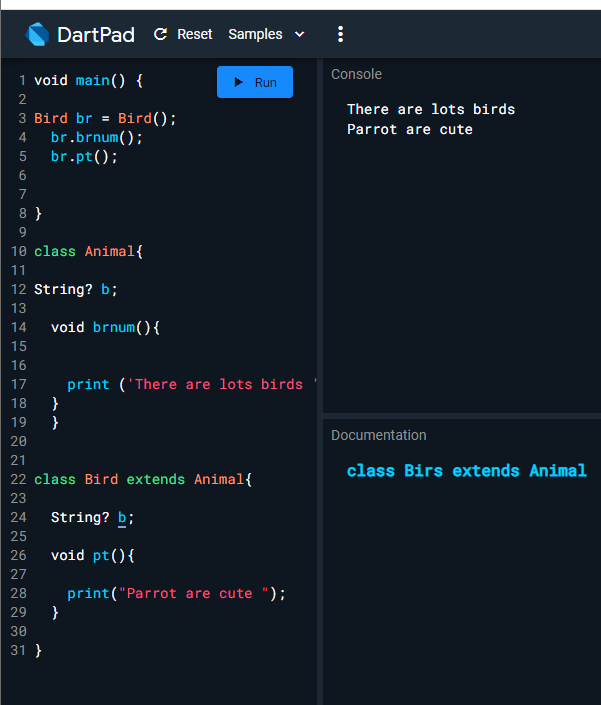 DartPad Reset Samples
Run
1 void main() {
2
3 Bird br = Bird();
4 br.brnum();
5 br.pt();
6
7
8 }
9
10 class Animal{
11
12 String? b;
13
14 void brnum(){
15
16
17 print ('There are lots birds '
18 }
19 }
20
21
22 class Bird extends Animal{
23
24 String? b;
25
26 void pt(){
27
28 print("Parrot are cute ");
29 }
30
31 }
Console
There are lots birds
Parrot are cute
Documentation
class Birs extends Animal